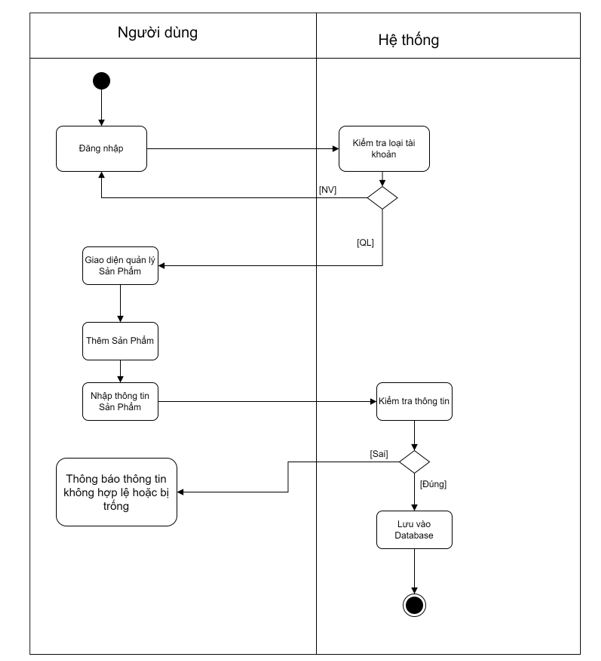 Người dùng
Hệ thống
Đăng nhập
Kiểm tra loại tài
khoản
[NV]
[QL]
Giao diện quản lý
Sản Phẩm
Thêm Sản Phẩm
Nhập thông tin
Sản Phẩm
Kiểm tra thông tin
[Sai]
[Đúng]
Thông báo thông tin
không hợp lệ hoặc bị
trống
Lưu vào
Database